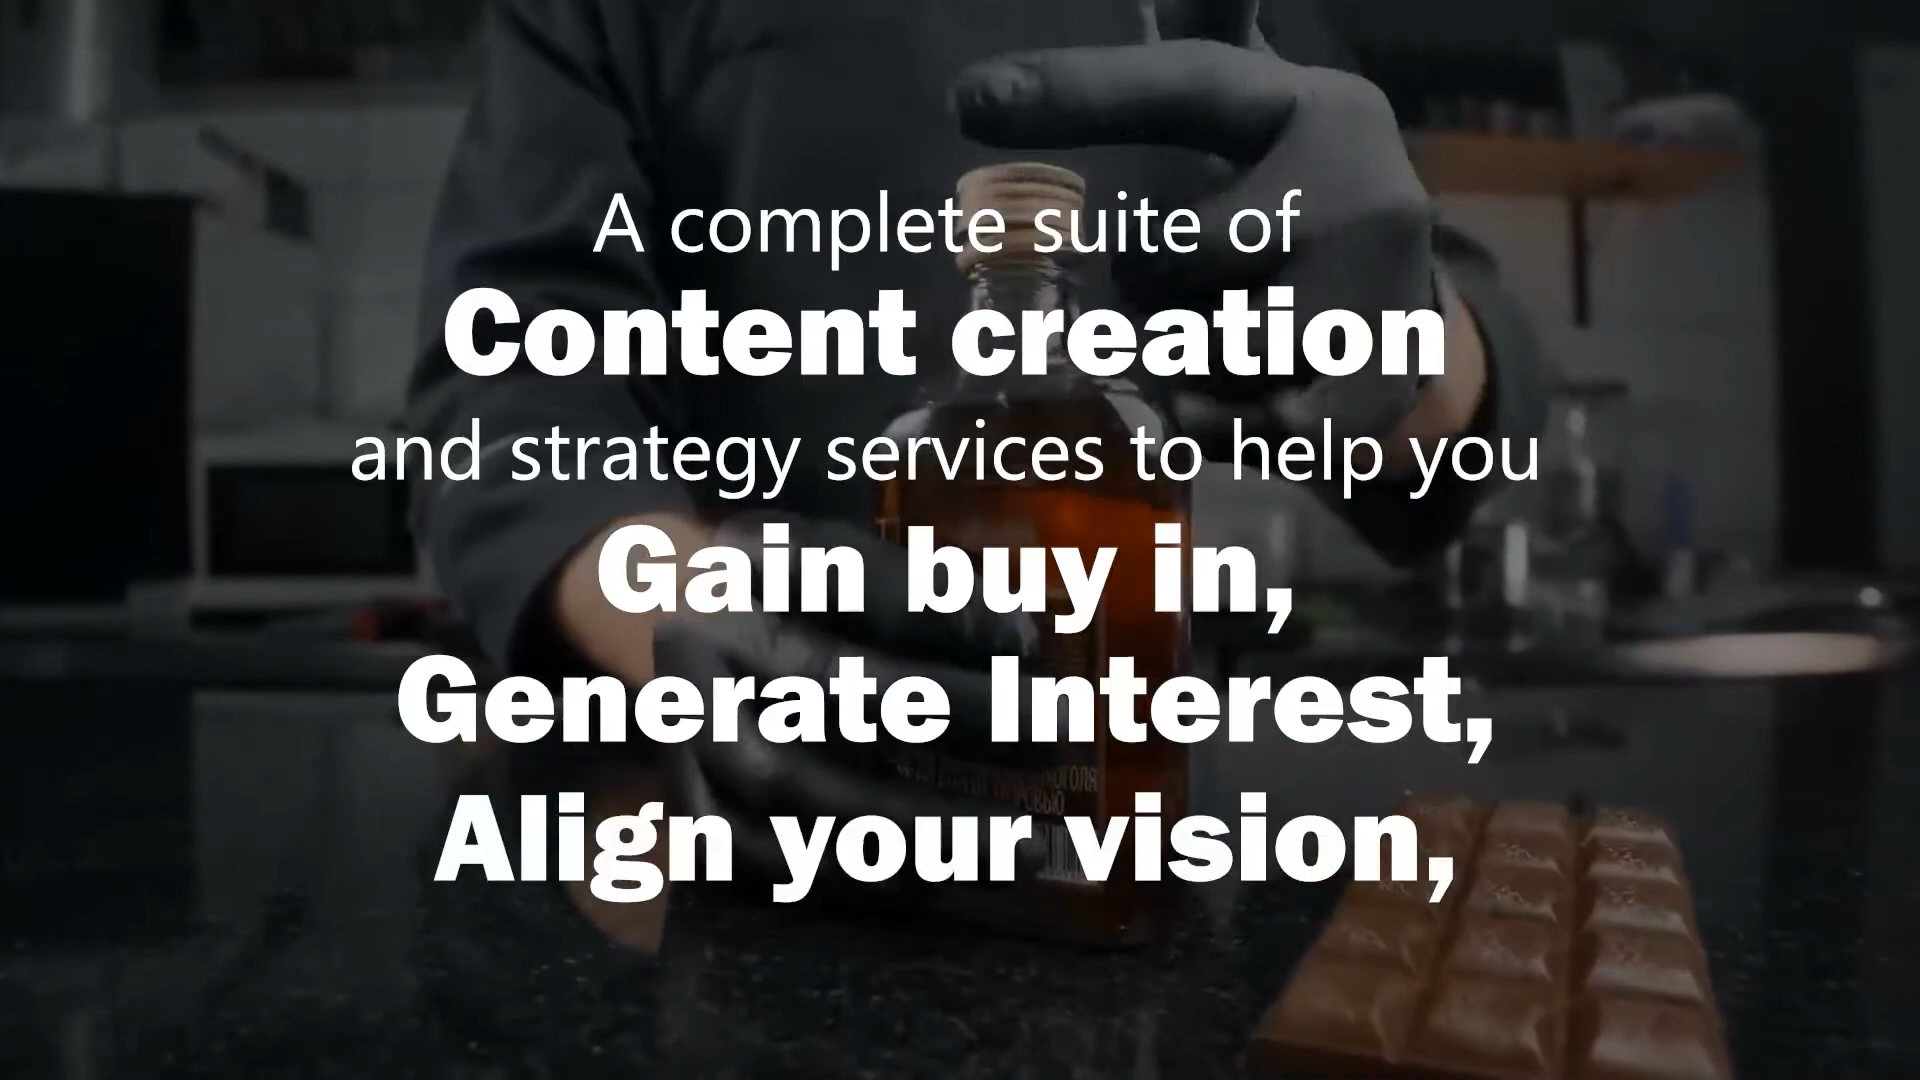 A complete suite of
Content creation
and strategy services to help you
Gain buy in,
Generate Interest,
Align your vision,